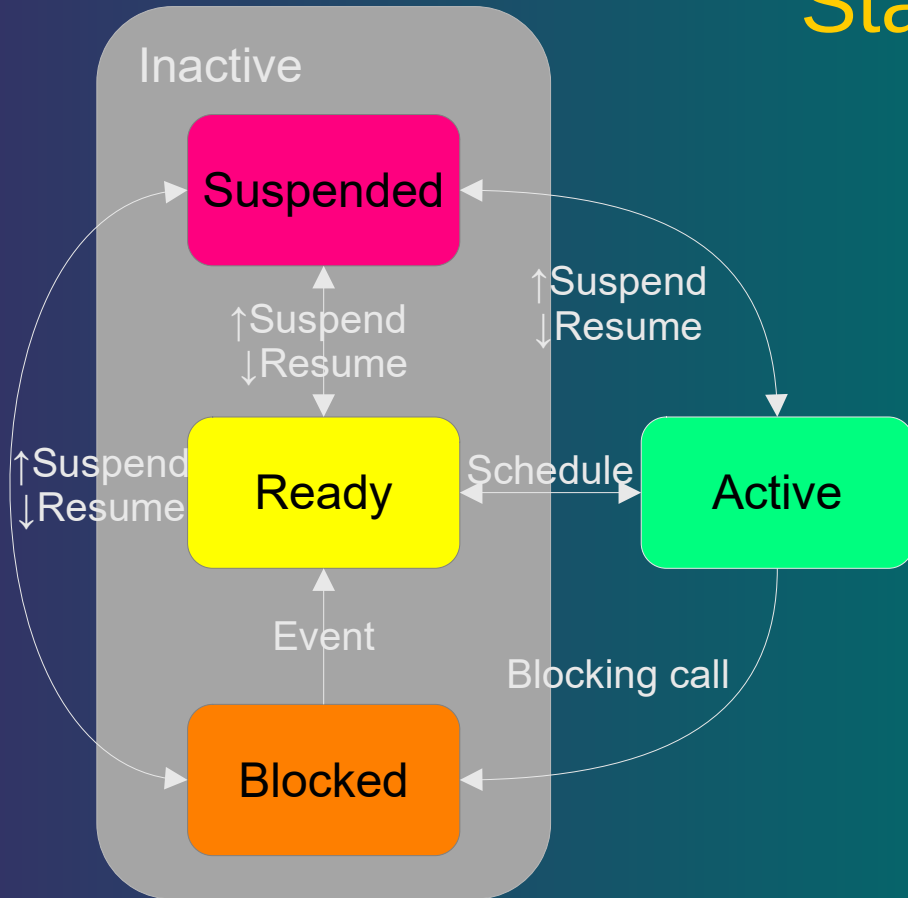 Inactive
Suspended
↑Suspend
↓Resume
↑Suspend
↓Resume
↑Suspend
↓Resume
Ready
Schedule
Active
Event
Blocking call
Blocked